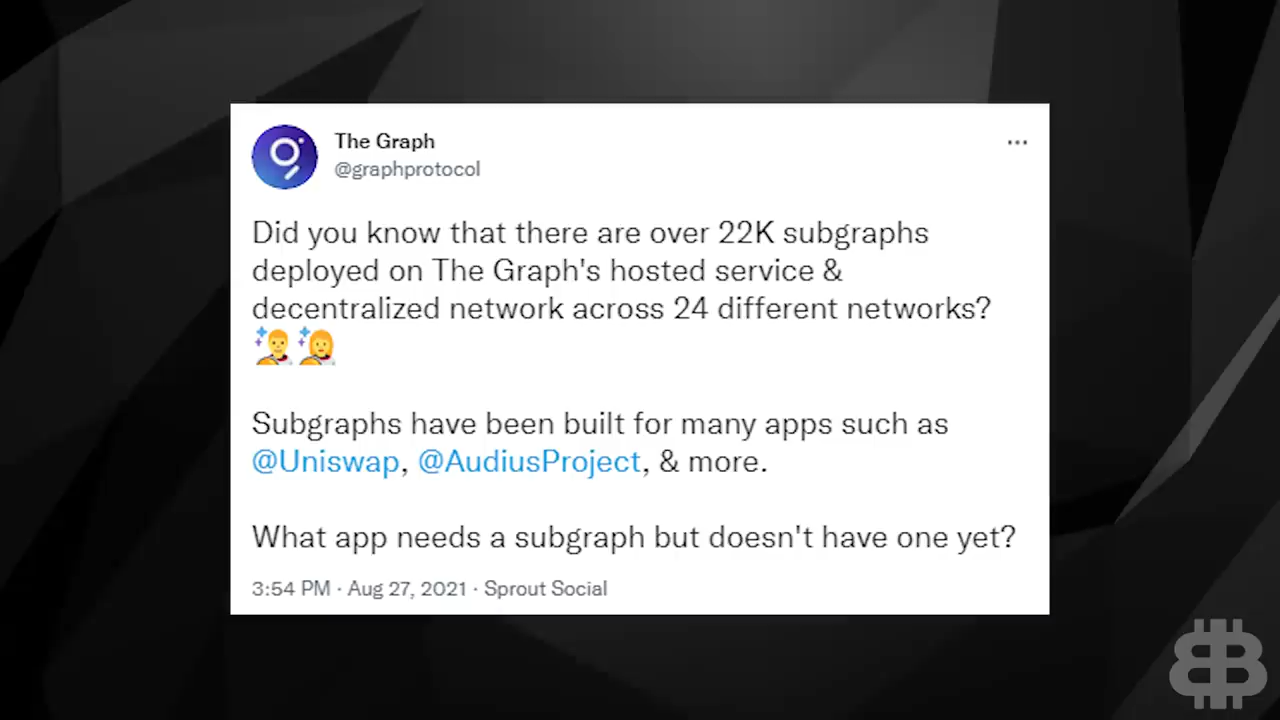 The Graph
@graphprotocol
Did you know that there are over 22K subgraphs
deployed on The Graph's hosted service &
decentralized network across 24 different networks?
Subgraphs have been built for many apps such as
@Uniswap, @AudiusProject, & more.
What app needs a subgraph but doesn't have one yet?
3:54 PM · Aug 27, 2021 · Sprout Social